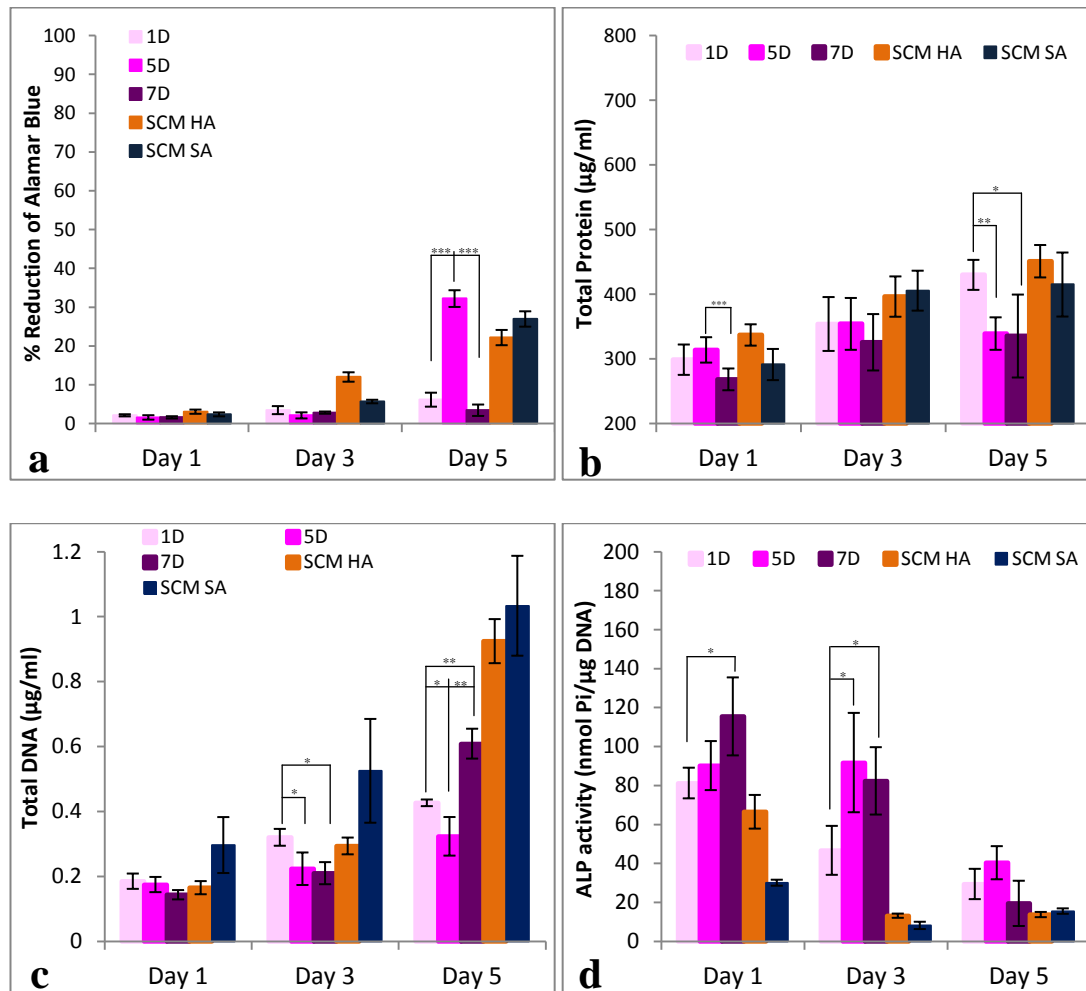 % Reduction of Alamar Blue
100
90
80
70
60
50
40
30
20
10
0
1D
5D
7D
SCM HA
SCM SA
*** ***
Day 1 Day 3 Day 5
a
Total Protein (µg/ml)
800
700
600
500
400
300
200
1D 5D 7D SCM HA SCM SA
***
*
**
Day 1 Day 3 Day 5
b
Total DNA (µg/ml)
1.2
1
0.8
0.6
0.4
0.2
0
1D 5D
7D SCM HA
SCM SA
*
*
**
* **
Day 1 Day 3 Day 5
c
ALP activity (nmol Pi/µg DNA)
200
180
160
140
120
100
80
60
40
20
0
1D 5D 7D SCM HA SCM SA
*
*
*
Day 1 Day 3 Day 5
d